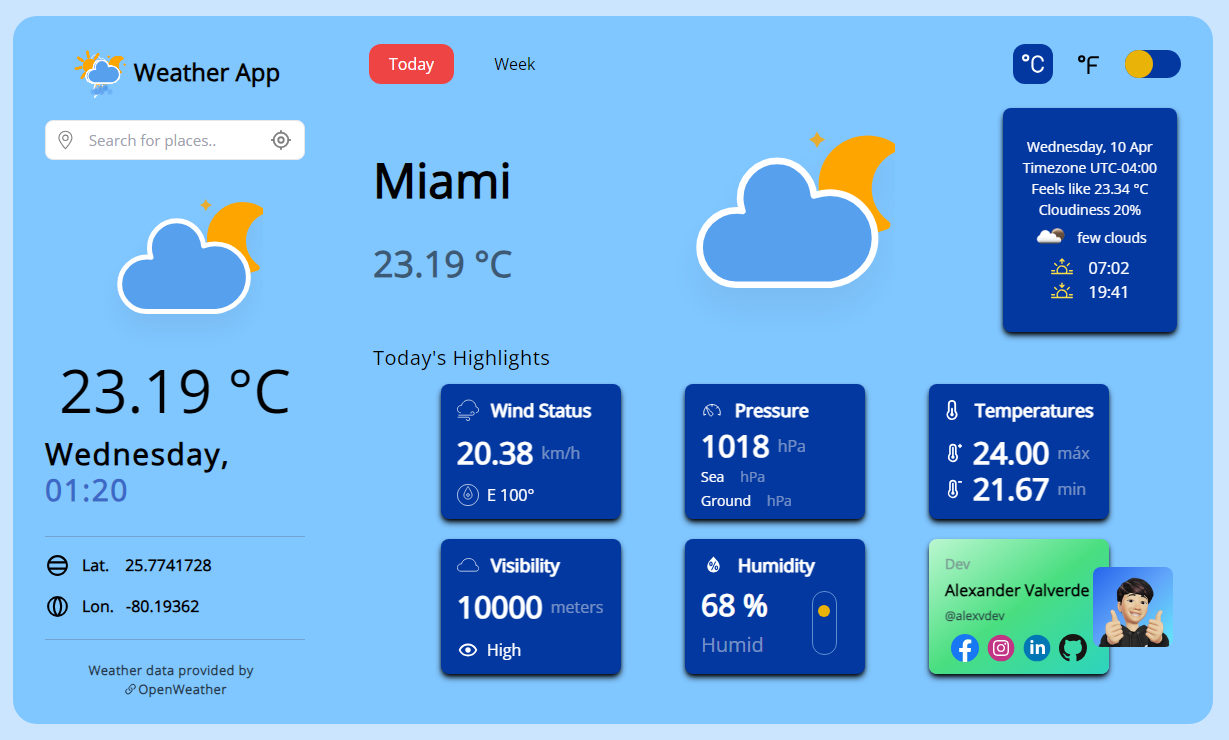 Weather App
Search for places..
23.19 °C
Wednesday,
01:20
Lat. 25.7741728
Lon. -80.19362
Weather data provided by
OpenWeather
Today
Week
°C
°F
Miami
23.19 °C
Wednesday, 10 Apr
Timezone UTC-04:00
Feels like 23.34 °C
Cloudiness 20%
few clouds
07:02
19:41
Today's Highlights
Wind Status
20.38 km/h
E 100°
Pressure
1018 hPa
Sea hPa
Ground hPa
Temperatures
24.00 máx
21.67 min
Visibility
10000 meters
High
Humidity
68 %
Humid
Dev
Alexander Valverde
@alexvdev